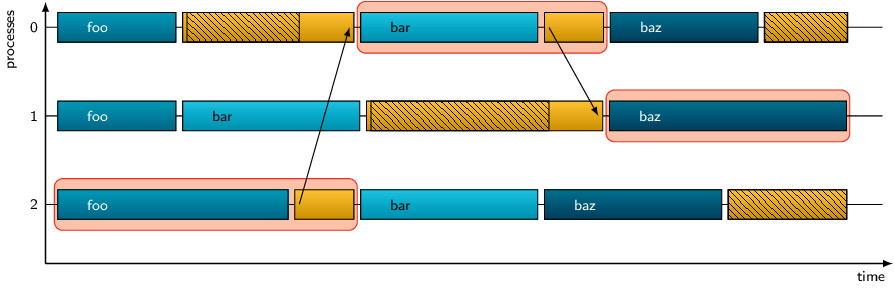 processes
0 foo bar baz
1 foo bar baz
2 foo bar baz
time